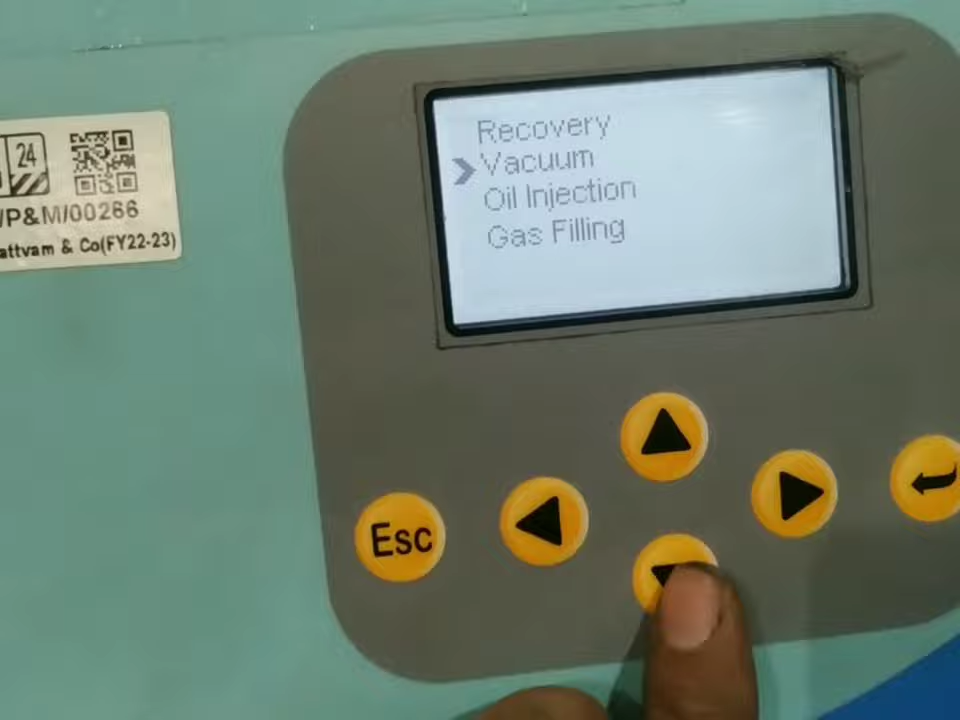 24
/P&M/00266
attvam & Co(FY22-23)
Recovery
Vacuum
Oil Injection
Gas Filling
Esc